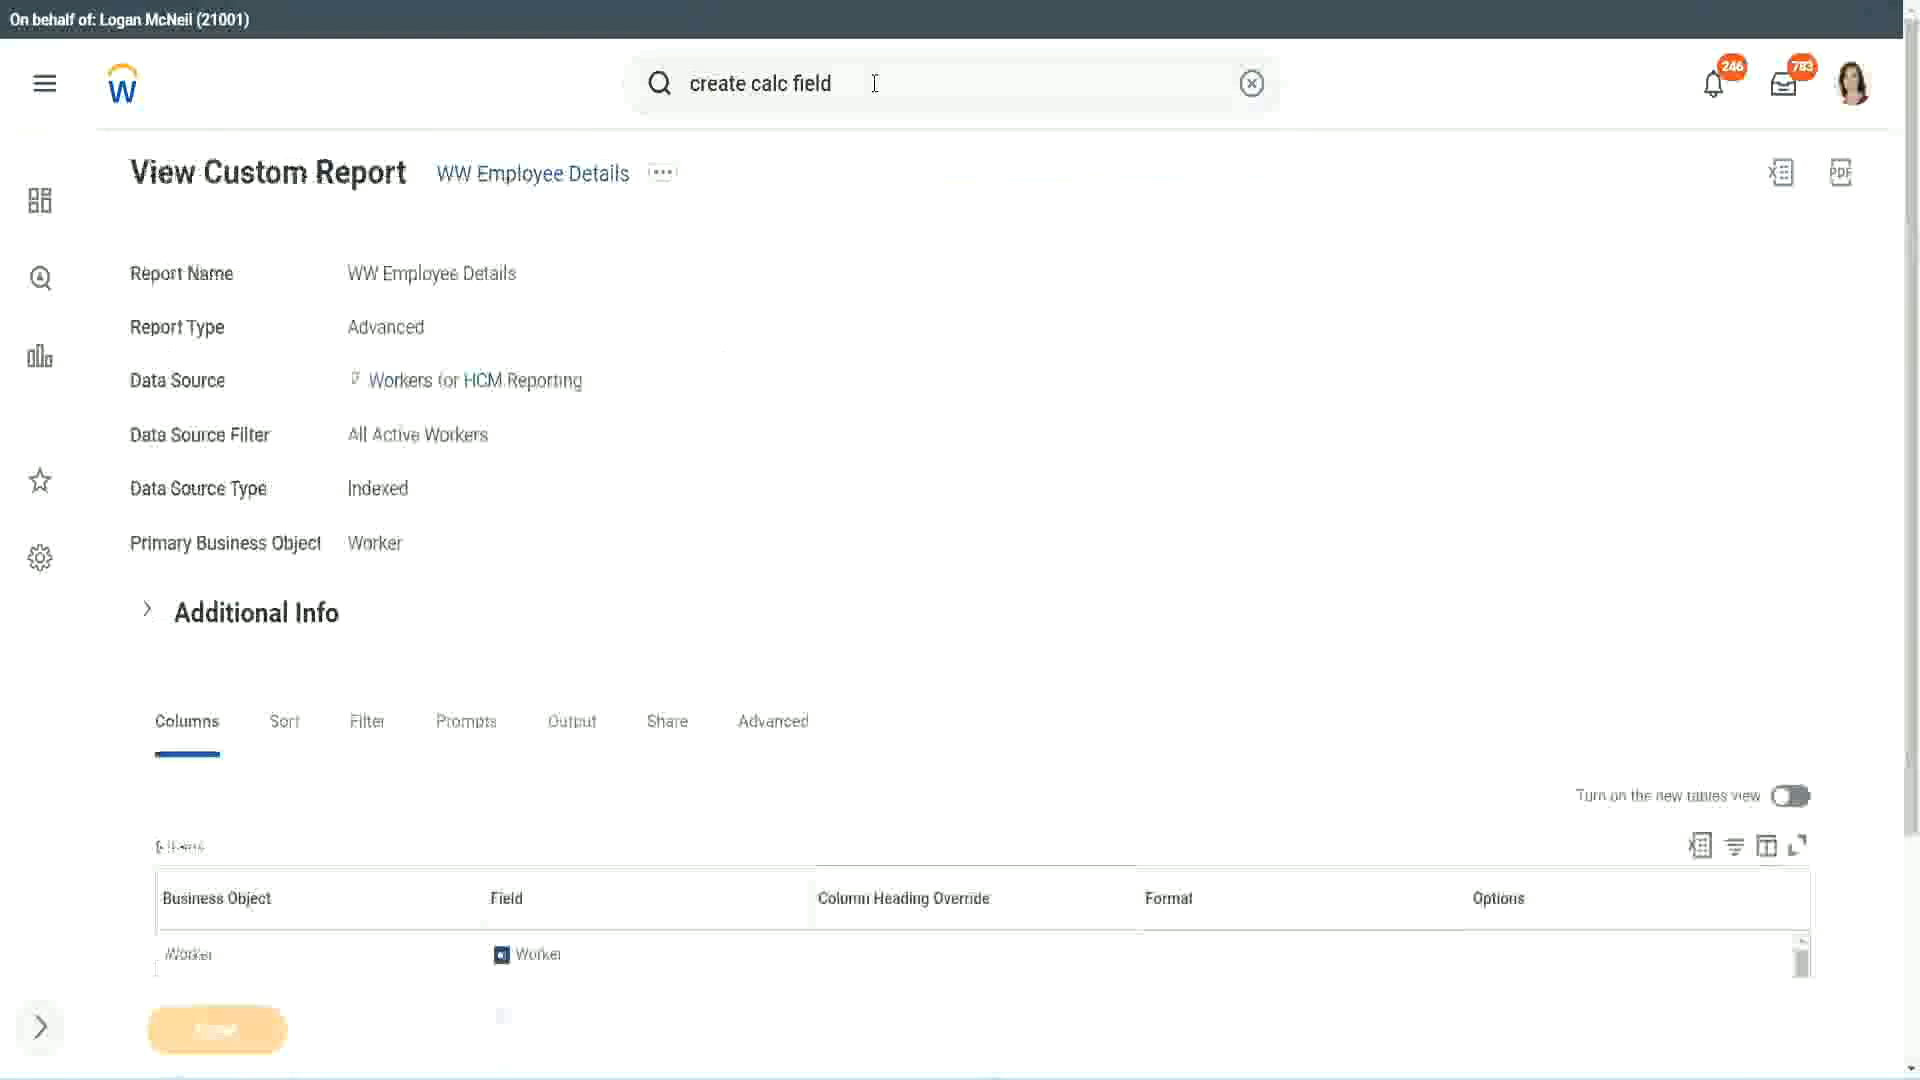 On behalf of: Logan McNeil (21001)
W
create calc field
246
783
View Custom Report WW Employee Details
X
PDF
Report Name WW Employee Details
Report Type Advanced
Data Source Workers for HCM Reporting
Data Source Filter All Active Workers
Data Source Type Indexed
Primary Business Object Worker
Additional Info
Columns Sort Filter Prompts Output Share Advanced
Turn on the new tables view
Business Object Field Column Heading Override Format Options
Worker Worker